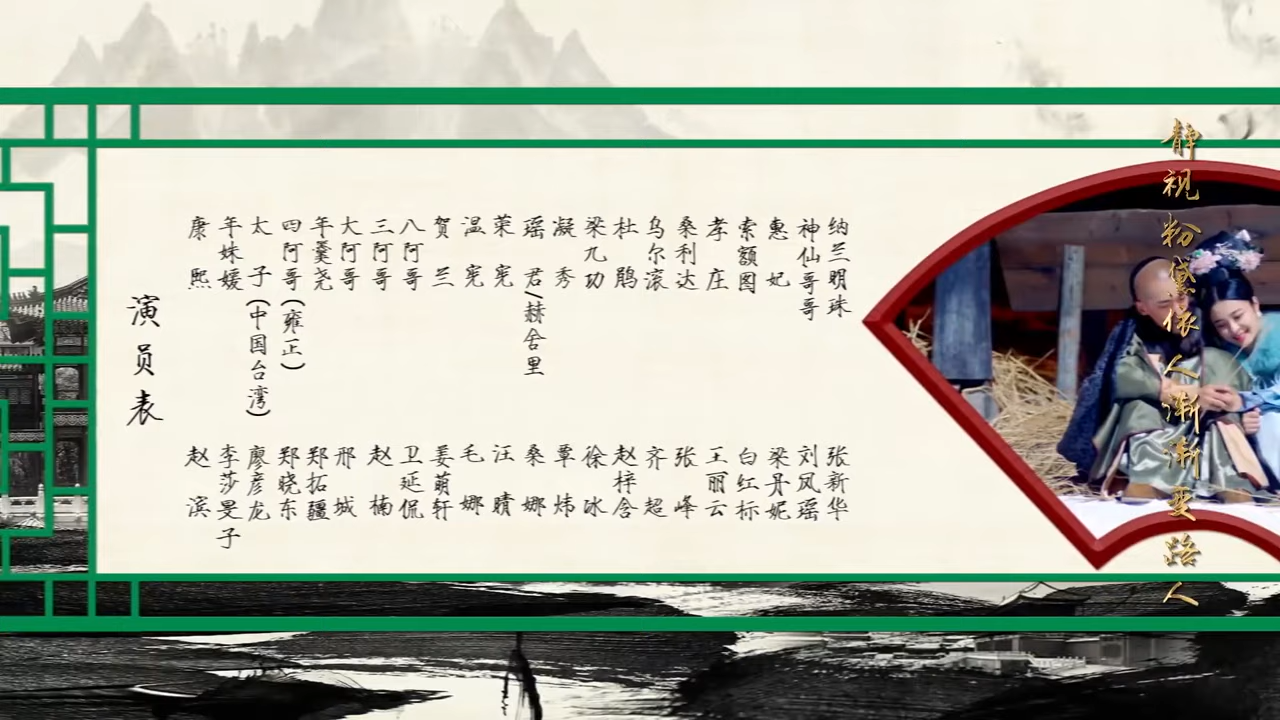 演员表
康熙 赵滨
年姝媛 李莎旻子
太子(中国台湾) 廖彦龙
四阿哥(雍正) 郑晓东
年羹尧 郑拓疆
大阿哥 邢城
三阿哥 赵楠
八阿哥 卫延侃
贺兰 姜萌轩
温宪 毛娜
荣宪 汪晴
瑶君/赫舍里 桑娜
凝秀 覃炜
梁九功 徐冰
杜鹃 赵梓含
乌尔滚 齐超
桑利达 张峰
孝庄 王丽云
索额图 白红标
惠妃 梁丹妮
神仙哥哥 刘凤瑶
纳兰明珠 张新华
静视粉黛依人渐渐变路人